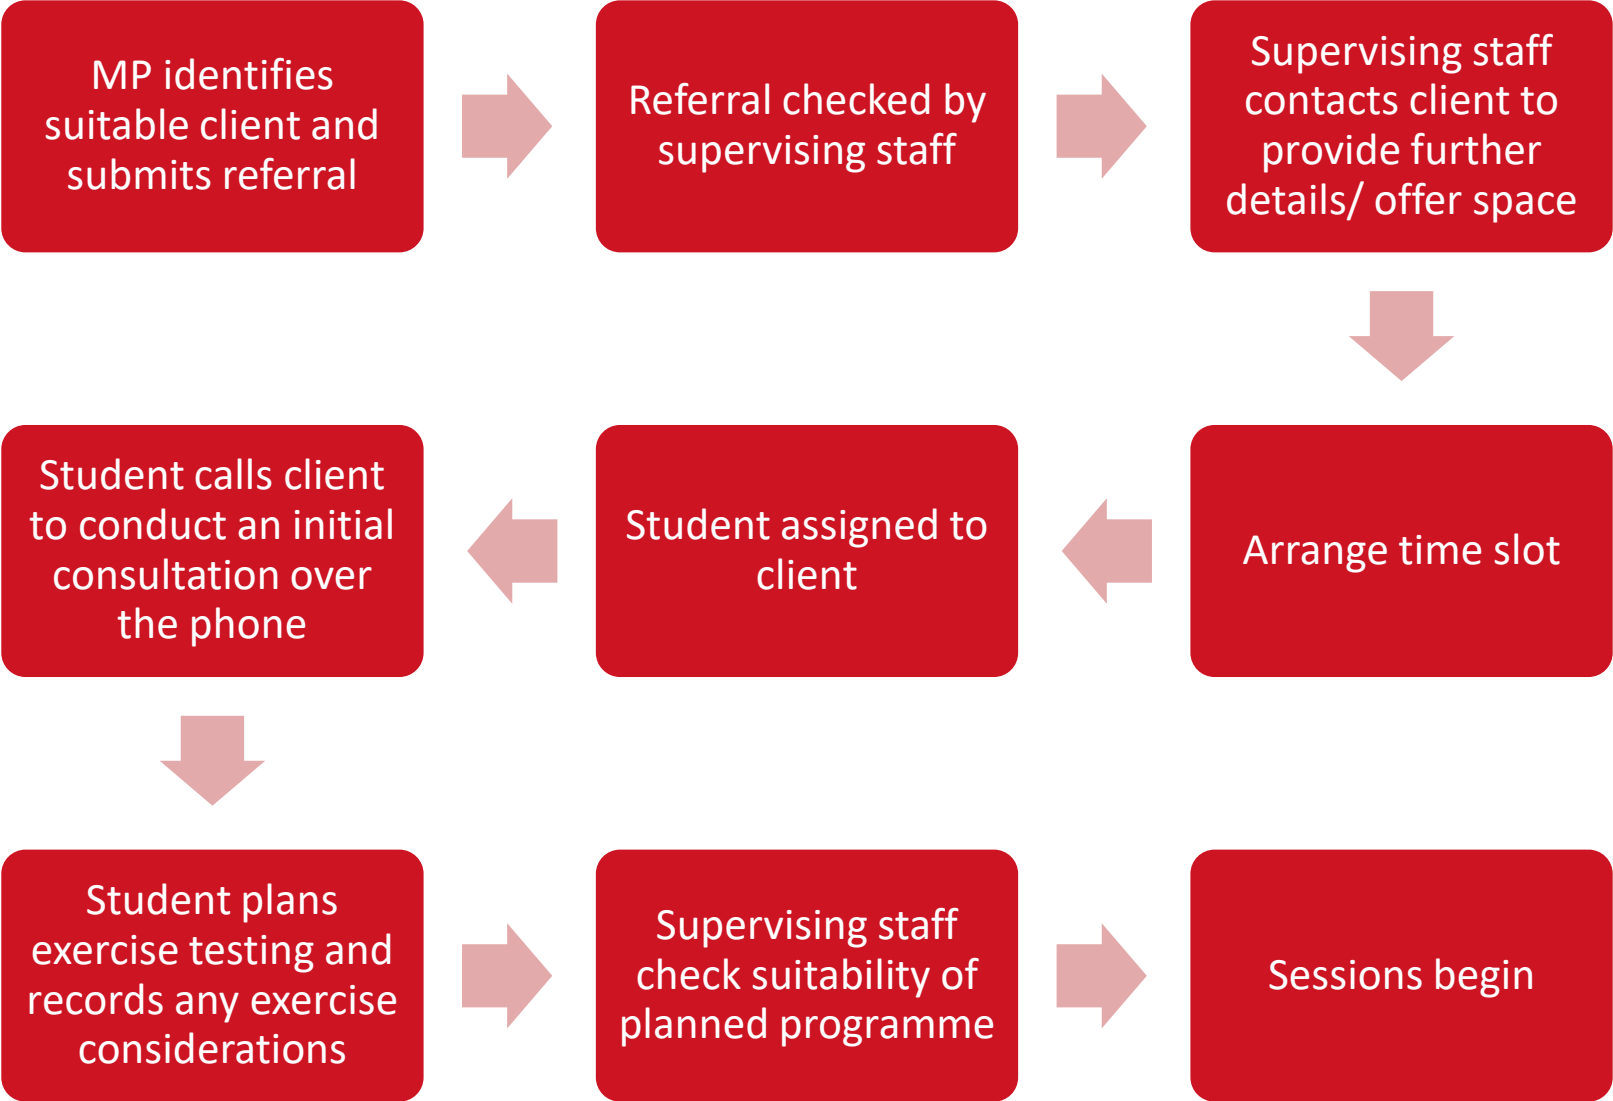 MP identifies
suitable client and
submits referral
Referral checked by
supervising staff
Supervising staff
contacts client to
provide further
details/ offer space
Arrange time slot
Student assigned to
client
Student calls client
to conduct an initial
consultation over
the phone
Student plans
exercise testing and
records any exercise
considerations
Supervising staff
check suitability of
planned programme
Sessions begin